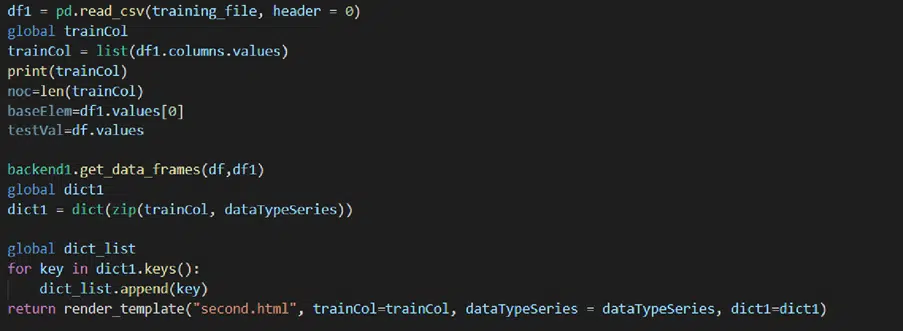 df1 = pd.read_csv(training_file, header = 0)
global trainCol
trainCol = list(df1.columns.values)
print(trainCol)
noc=len(trainCol)
baseElem=df1.values[0]
testVal=df.values

backend1.get_data_frames(df,df1)
global dict1
dict1 = dict(zip(trainCol, dataTypeSeries))

global dict_list
for key in dict1.keys():
    dict_list.append(key)
return render_template("second.html", trainCol=trainCol, dataTypeSeries = dataTypeSeries, dict1=dict1)